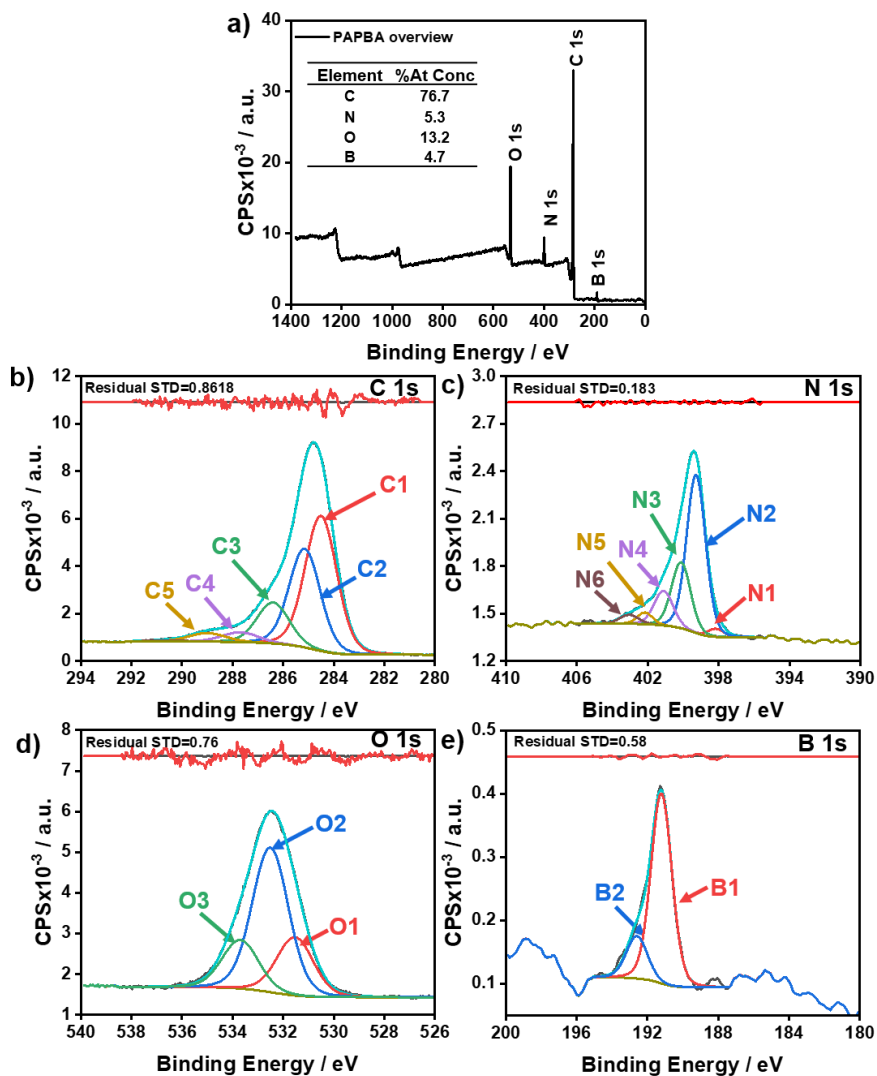 a)
PAPBA overview
Element %At Conc
C 76.7
N 5.3
O 13.2
B 4.7
O 1s
N 1s
C 1s
B 1s
CPSx10-3 / a.u.
40
30
20
10
0
1400 1200 1000 800 600 400 200 0
Binding Energy / eV
b)
Residual STD=0.8618
C 1s
C1
C2
C3
C4
C5
CPSx10-3 / a.u.
12
10
8
6
4
2
0
294 292 290 288 286 284 282 280
Binding Energy / eV
c)
Residual STD=0.183
N 1s
N3
N2
N5
N4
N6
N1
CPSx10-3 / a.u.
3.0
2.7
2.4
2.1
1.8
1.5
1.2
410 406 402 398 394 390
Binding Energy / eV
d)
Residual STD=0.76
O 1s
O2
O3
O1
CPSx10-3 / a.u.
8
7
6
5
4
3
2
1
540 538 536 534 532 530 528 526
Binding Energy / eV
e)
Residual STD=0.58
B 1s
B2
B1
CPSx10-3 / a.u.
0.5
0.4
0.3
0.2
0.1
200 196 192 188 184 180
Binding Energy / eV